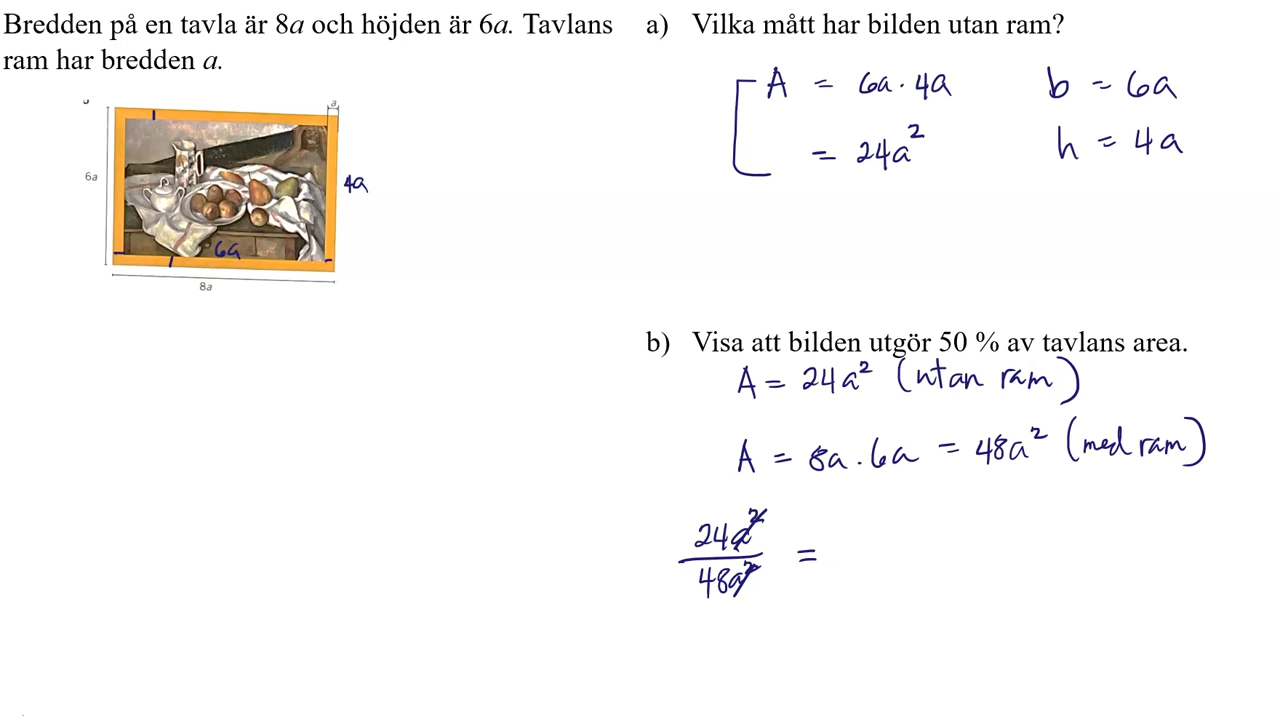 Bredden på en tavla är 8a och höjden är 6a. Tavlans
ram har bredden a.
a
6a
4a
6a
8a
a) Vilka mått har bilden utan ram?
A = 6a · 4a
= 24a²
b = 6a
h = 4a
b) Visa att bilden utgör 50 % av tavlans area.
A = 24a² (utan ram)
A = 8a . 6a = 48a² (med ram)
24a²
48a² =